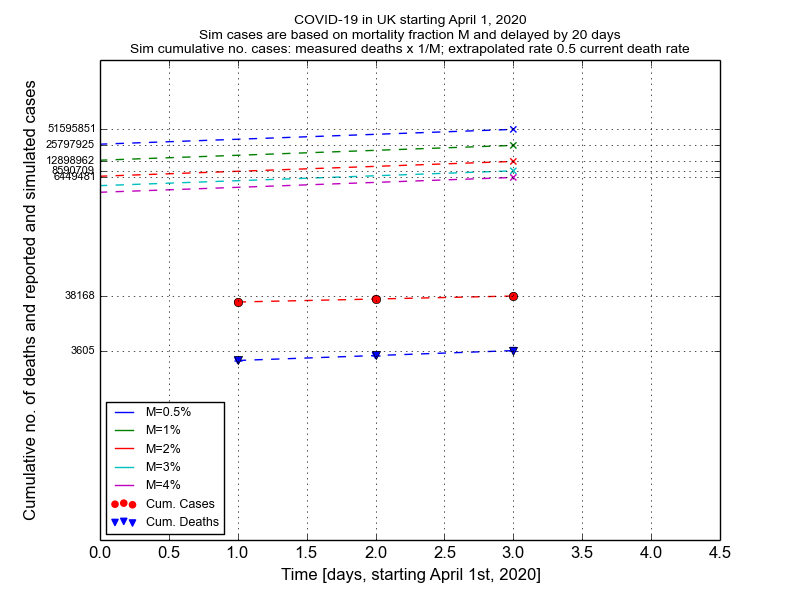 COVID-19 in UK starting April 1, 2020
Sim cases are based on mortality fraction M and delayed by 20 days
Sim cumulative no. cases: measured deaths x 1/M; extrapolated rate 0.5 current death rate
Cumulative no. of deaths and reported and simulated cases
51595851
25797925
12898962
8590709
6449481
38168
3605
M=0.5%
M=1%
M=2%
M=3%
M=4%
Cum. Cases
Cum. Deaths
0.0 0.5 1.0 1.5 2.0 2.5 3.0 3.5 4.0 4.5
Time [days, starting April 1st, 2020]